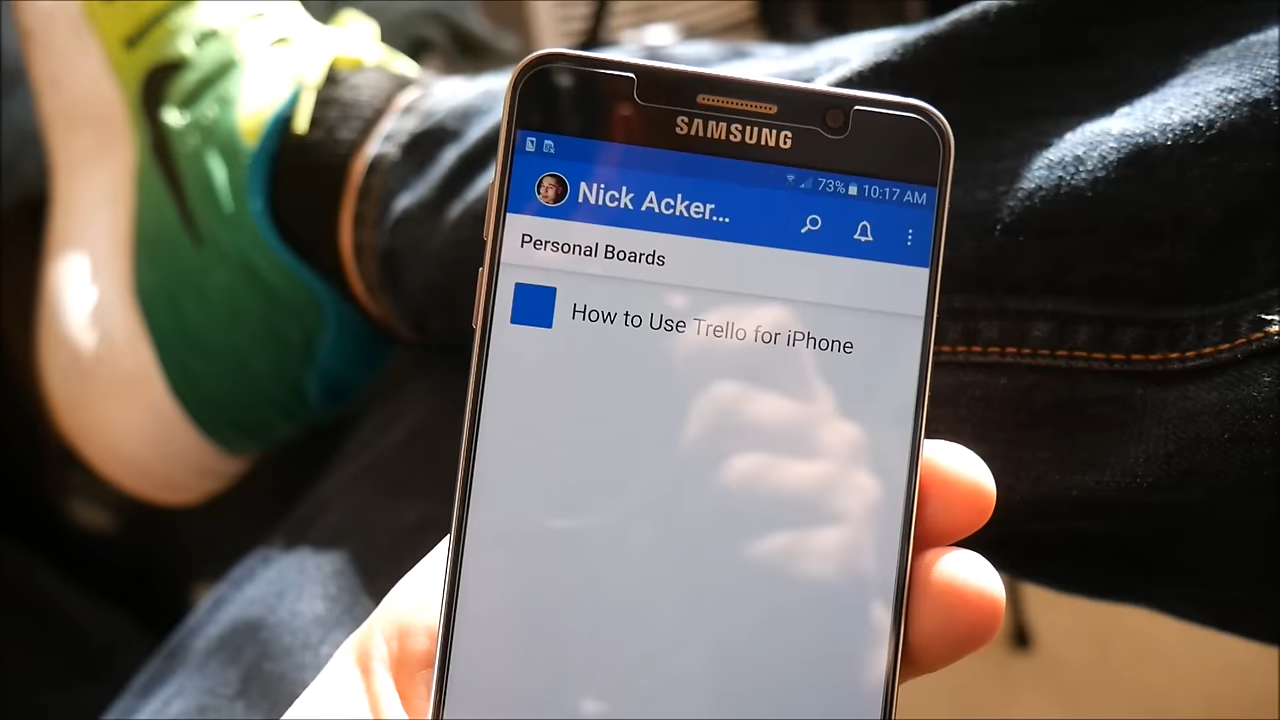 SAMSUNG
73% 10:17 AM
Nick Acker...
Personal Boards
How to Use Trello for iPhone